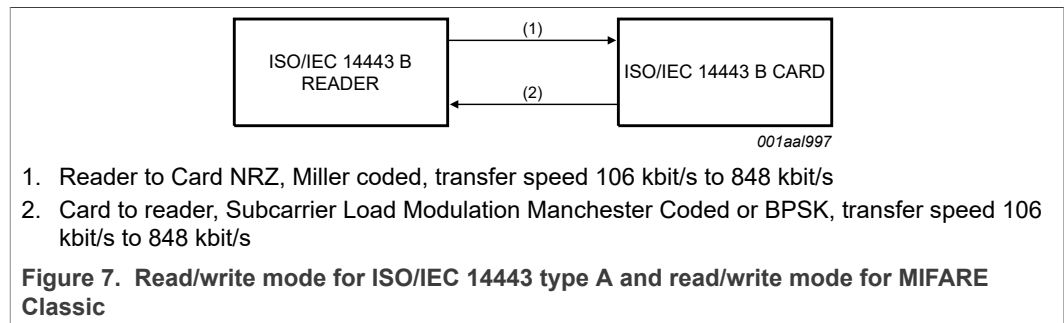 ISO/IEC 14443 B
READER
(1)
ISO/IEC 14443 B CARD
(2)
001aal997
1. Reader to Card NRZ, Miller coded, transfer speed 106 kbit/s to 848 kbit/s
2. Card to reader, Subcarrier Load Modulation Manchester Coded or BPSK, transfer speed 106
kbit/s to 848 kbit/s
Figure 7. Read/write mode for ISO/IEC 14443 type A and read/write mode for MIFARE
Classic